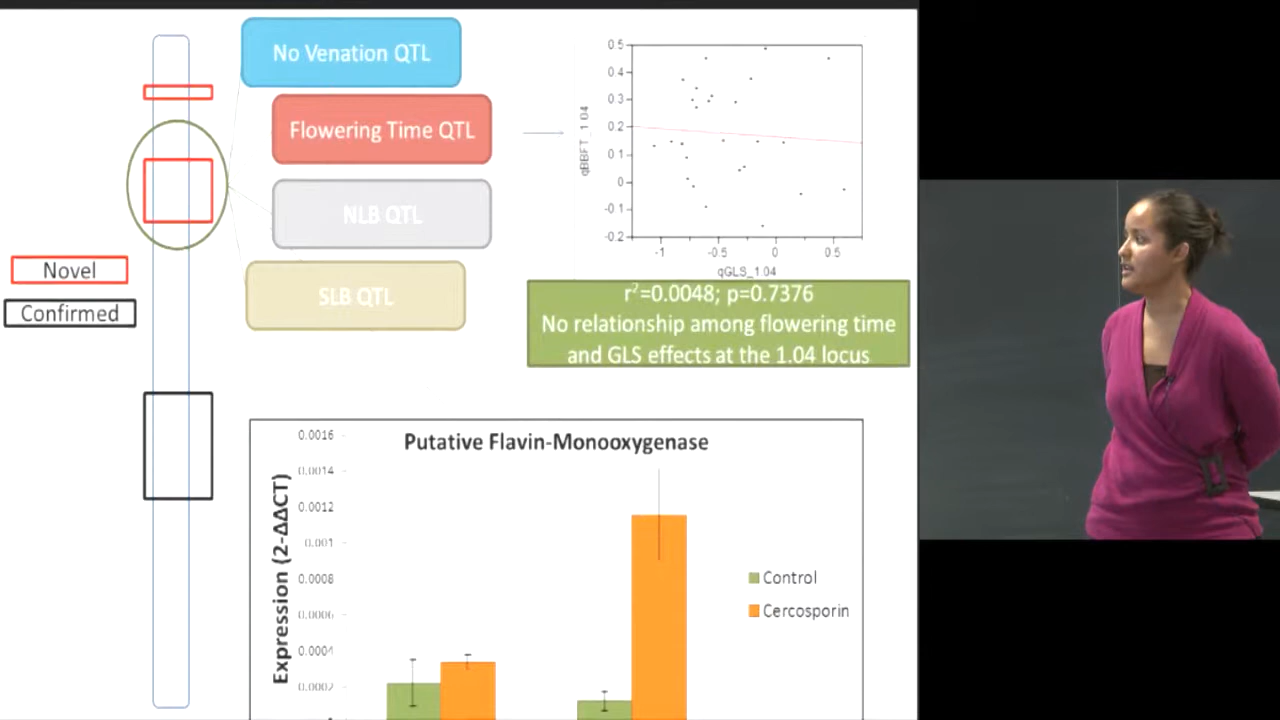 No Venation QTL
Flowering Time QTL
NLB QTL
SLB QTL
Novel
Confirmed
0.5
0.4
0.3
0.2
0.1
0
-0.1
-0.2
qBBFT_1.04
-1
-0.5
0
0.5
qGLS_1.04
r²=0.0048; p=0.7376
No relationship among flowering time
and GLS effects at the 1.04 locus
Putative Flavin-Monooxygenase
Expression (2-ΔΔCT)
0.0016
0.0014
0.0012
0.001
0.0008
0.0006
0.0004
0.0002
Control
Cercosporin